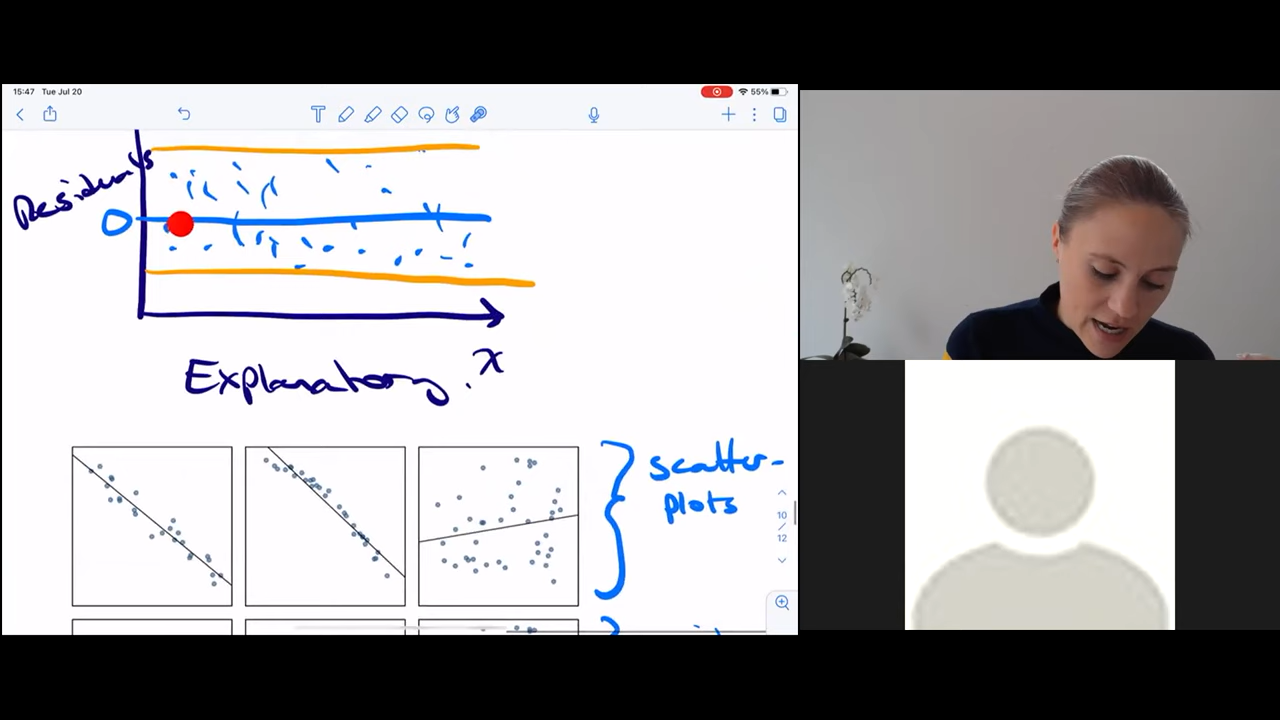 15:47 Tue Jul 20
55%
T
Residuals
0
Explanatory, x
scatter-
plots
10
/
12